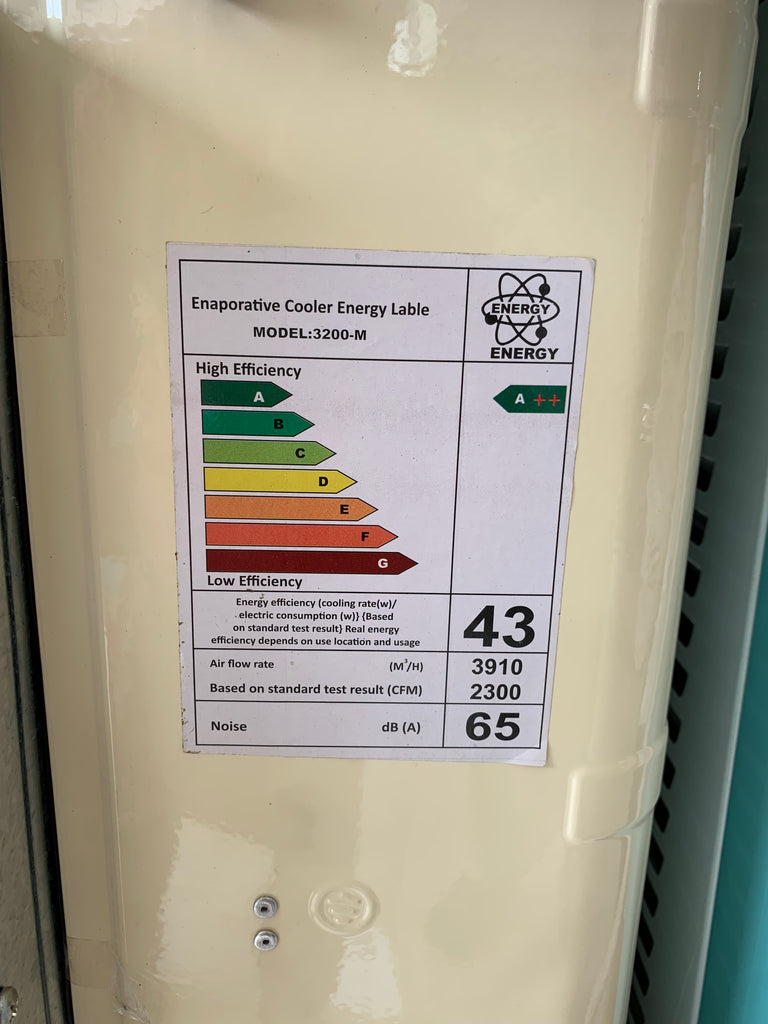 Enaporative Cooler Energy Lable
MODEL:3200-M
ENERGY
ENERGY
High Efficiency
A
A ++
B
C
D
E
F
G
Low Efficiency
Energy efficiency (cooling rate(w)/
electric consumption (w)} {Based
on standard test result} Real energy
efficiency depends on use location and usage
43
Air flow rate (M³/H) 3910
Based on standard test result (CFM) 2300
Noise dB (A) 65